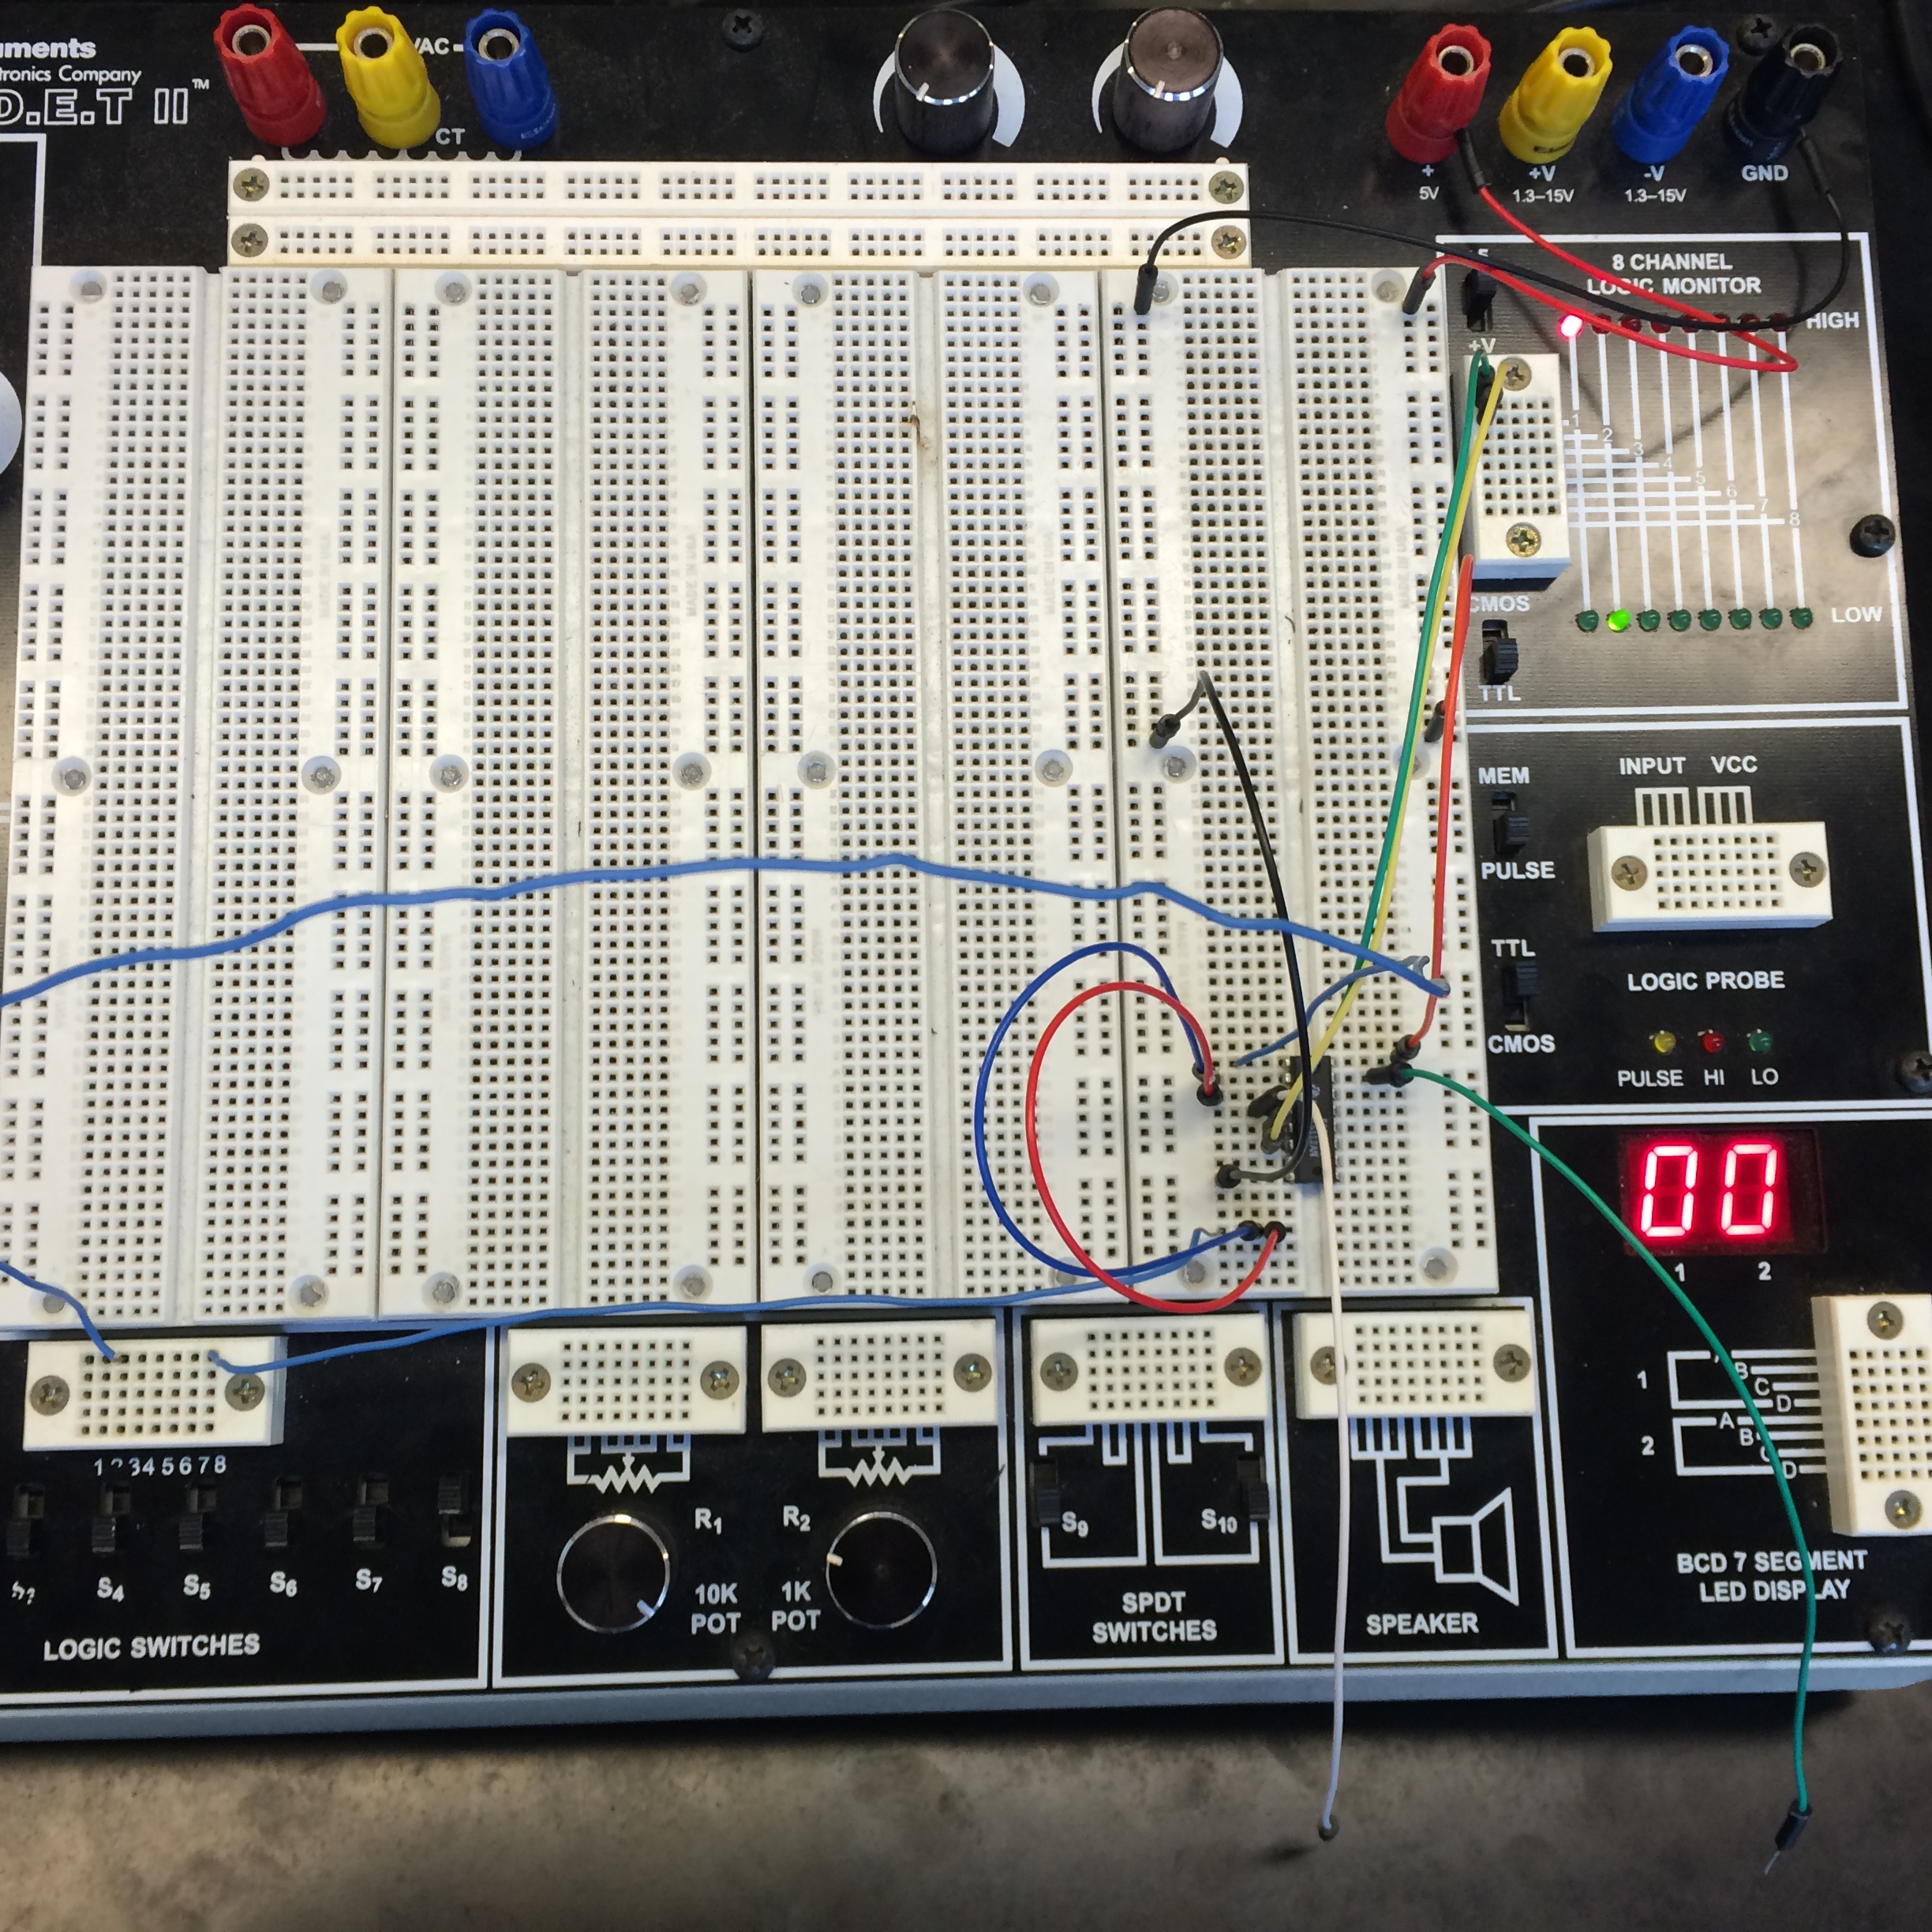 uments
tronics Company
D.E.T II™
VAC
CT
+
5V
+V
1.3–15V
-V
1.3–15V
GND
8 CHANNEL
LOGIC MONITOR
HIGH
+V
1
2
3
4
5
6
7
8
CMOS
LOW
TTL
MEM
PULSE
INPUT VCC
TTL
LOGIC PROBE
CMOS
PULSE HI LO
00
1 2
1
B
C
D
2
A
B
C
D
12345678
S4 S5 S6 S7 S8
LOGIC SWITCHES
R1
10K
POT
R2
1K
POT
S9 S10
SPDT
SWITCHES
SPEAKER
BCD 7 SEGMENT
LED DISPLAY